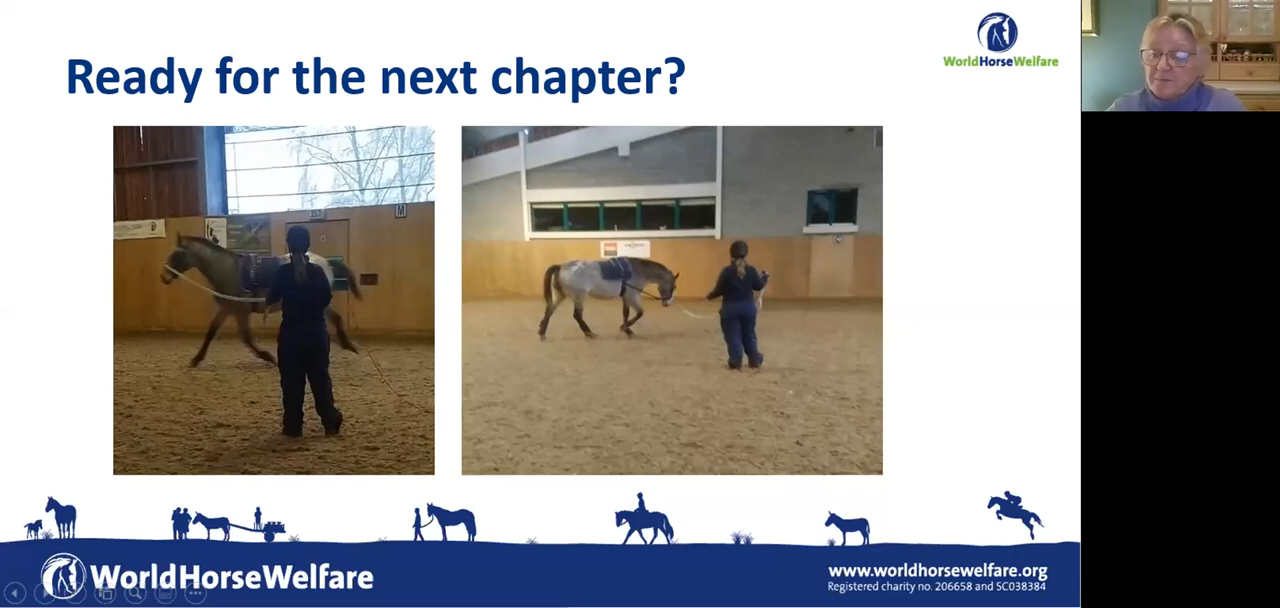 Ready for the next chapter?
WorldHorseWelfare
M
WorldHorseWelfare
www.worldhorsewelfare.org
Registered charity no. 206658 and SC038384